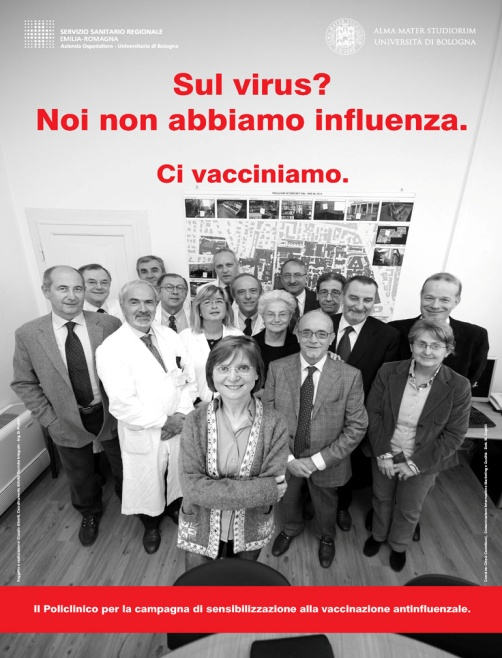 SERVIZIO SANITARIO REGIONALE
EMILIA-ROMAGNA
Azienda Ospedaliero - Universitaria di Bologna
ALMA MATER STUDIORUM
UNIVERSITÀ DI BOLOGNA
Sul virus?
Noi non abbiamo influenza.
Ci vacciniamo.
Il Policlinico per la campagna di sensibilizzazione alla vaccinazione antinfluenzale.